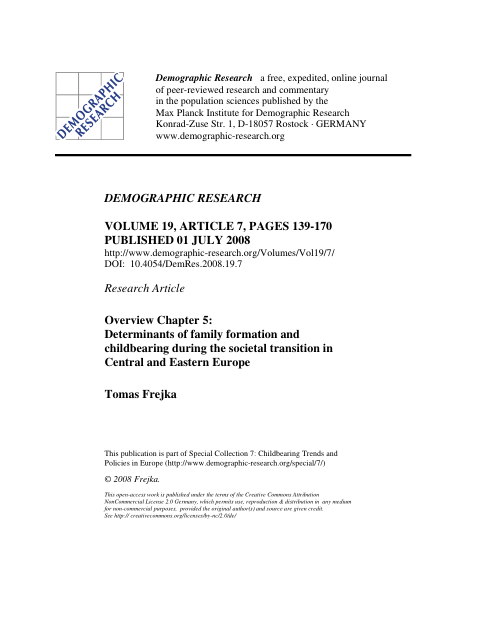 DEMOGRAPHIC
RESEARCH
Demographic Research a free, expedited, online journal
of peer-reviewed research and commentary
in the population sciences published by the
Max Planck Institute for Demographic Research
Konrad-Zuse Str. 1, D-18057 Rostock · GERMANY
www.demographic-research.org
DEMOGRAPHIC RESEARCH
VOLUME 19, ARTICLE 7, PAGES 139-170
PUBLISHED 01 JULY 2008
http://www.demographic-research.org/Volumes/Vol19/7/
DOI: 10.4054/DemRes.2008.19.7
Research Article
Overview Chapter 5:
Determinants of family formation and
childbearing during the societal transition in
Central and Eastern Europe
Tomas Frejka
This publication is part of Special Collection 7: Childbearing Trends and
Policies in Europe (http://www.demographic-research.org/special/7/)
© 2008 Frejka.
This open-access work is published under the terms of the Creative Commons Attribution
NonCommercial License 2.0 Germany, which permits use, reproduction & distribution in any medium
for non-commercial purposes, provided the original author(s) and source are given credit.
See http:// creativecommons.org/licenses/by-nc/2.0/de/